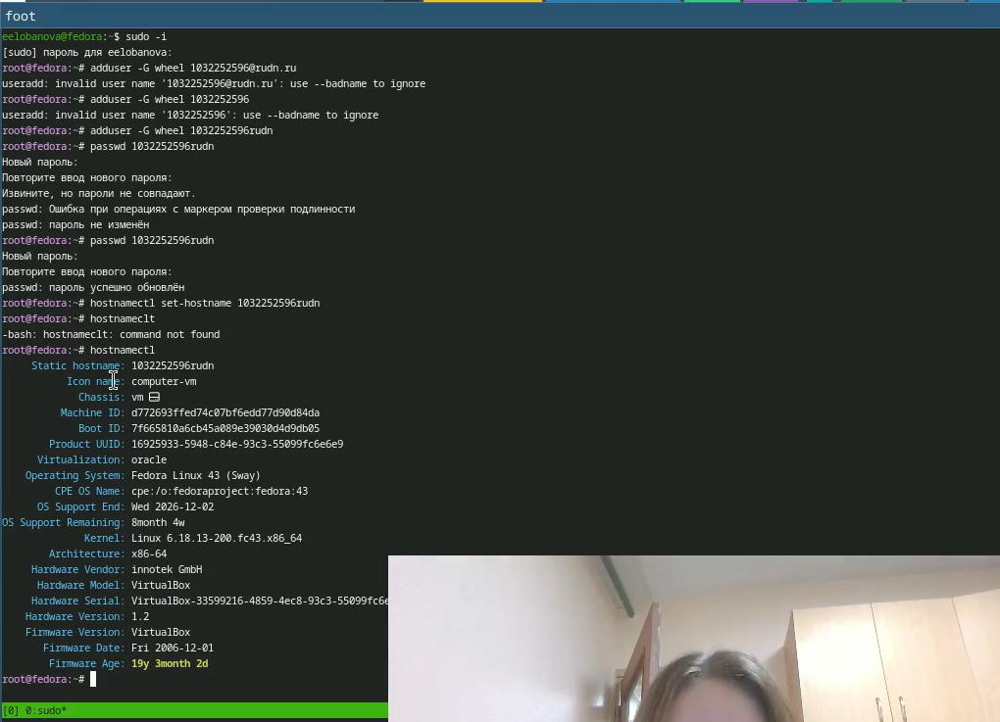 foot
eelobanova@fedora:~$ sudo -i
[sudo] пароль для eelobanova:
root@fedora:~# adduser -G wheel 1032252596@rudn.ru
useradd: invalid user name '1032252596@rudn.ru': use --badname to ignore
root@fedora:~# adduser -G wheel 1032252596
useradd: invalid user name '1032252596': use --badname to ignore
root@fedora:~# adduser -G wheel 1032252596rudn
root@fedora:~# passwd 1032252596rudn
Новый пароль:
Повторите ввод нового пароля:
Извините, но пароли не совпадают.
passwd: Ошибка при операциях с маркером проверки подлинности
passwd: пароль не изменён
root@fedora:~# passwd 1032252596rudn
Новый пароль:
Повторите ввод нового пароля:
passwd: пароль успешно обновлён
root@fedora:~# hostnamectl set-hostname 1032252596rudn
root@fedora:~# hostnameclt
-bash: hostnameclt: command not found
root@fedora:~# hostnamectl
Static hostname: 1032252596rudn
Icon name: computer-vm
Chassis: vm
Machine ID: d772693ffed74c07bf6edd77d90d84da
Boot ID: 7f665810a6cb45a089e39030d4d9db05
Product UUID: 16925933-5948-c84e-93c3-55099fc6e6e9
Virtualization: oracle
Operating System: Fedora Linux 43 (Sway)
CPE OS Name: cpe:/o:fedoraproject:fedora:43
OS Support End: Wed 2026-12-02
OS Support Remaining: 8month 4w
Kernel: Linux 6.18.13-200.fc43.x86_64
Architecture: x86-64
Hardware Vendor: innotek GmbH
Hardware Model: VirtualBox
Hardware Serial: VirtualBox-33599216-4859-4ec8-93c3-55099fc6e
Hardware Version: 1.2
Firmware Version: VirtualBox
Firmware Date: Fri 2006-12-01
Firmware Age: 19y 3month 2d
root@fedora:~#
[0] 0:sudo*